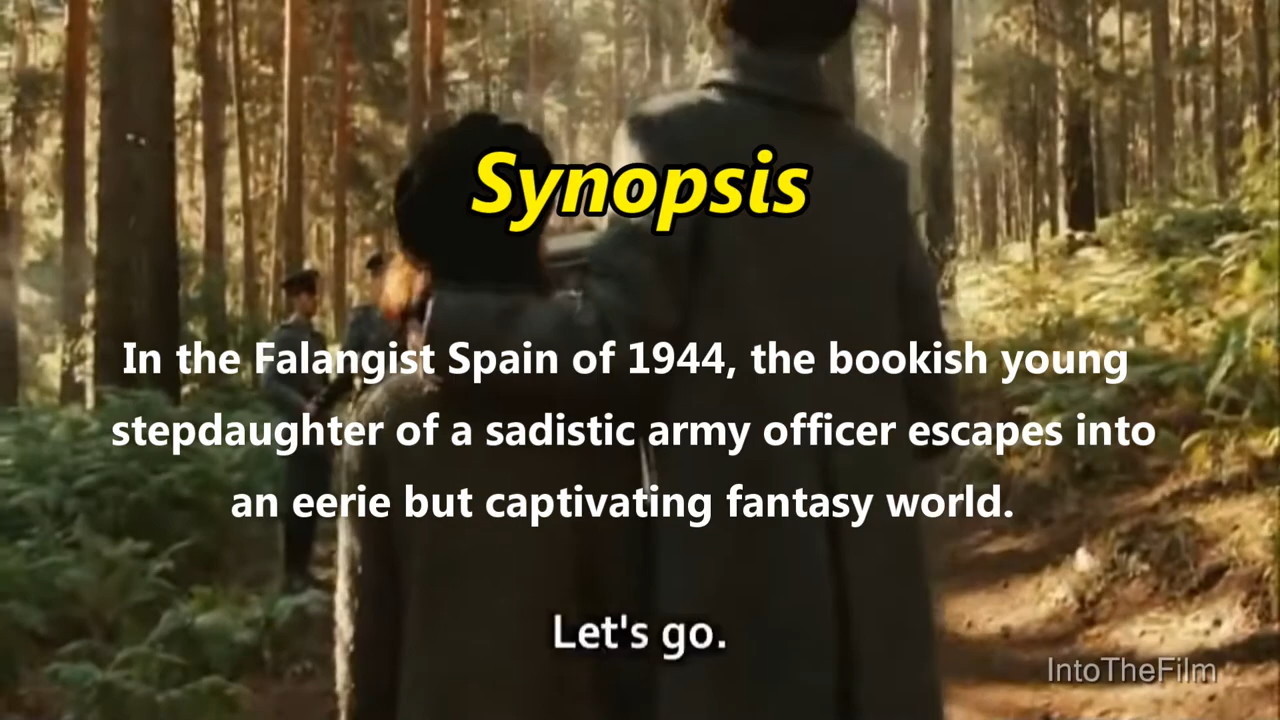 Synopsis
In the Falangist Spain of 1944, the bookish young
stepdaughter of a sadistic army officer escapes into
an eerie but captivating fantasy world.
Let's go.
IntoTheFilm